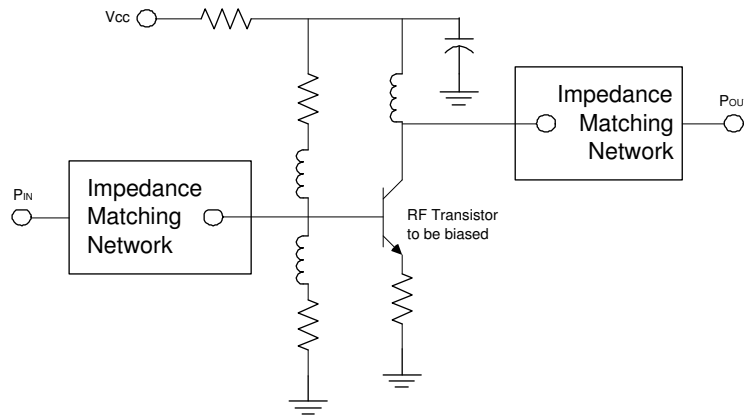 Vcc
Impedance
Matching
Network
POU
PIN
Impedance
Matching
Network
RF Transistor
to be biased